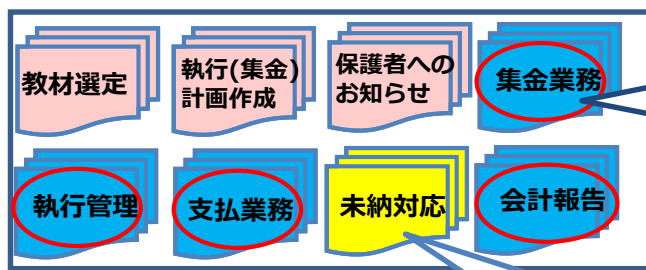 教材選定
執行(集金)
計画作成
保護者への
お知らせ
集金業務
執行管理
支払業務
未納対応
会計報告